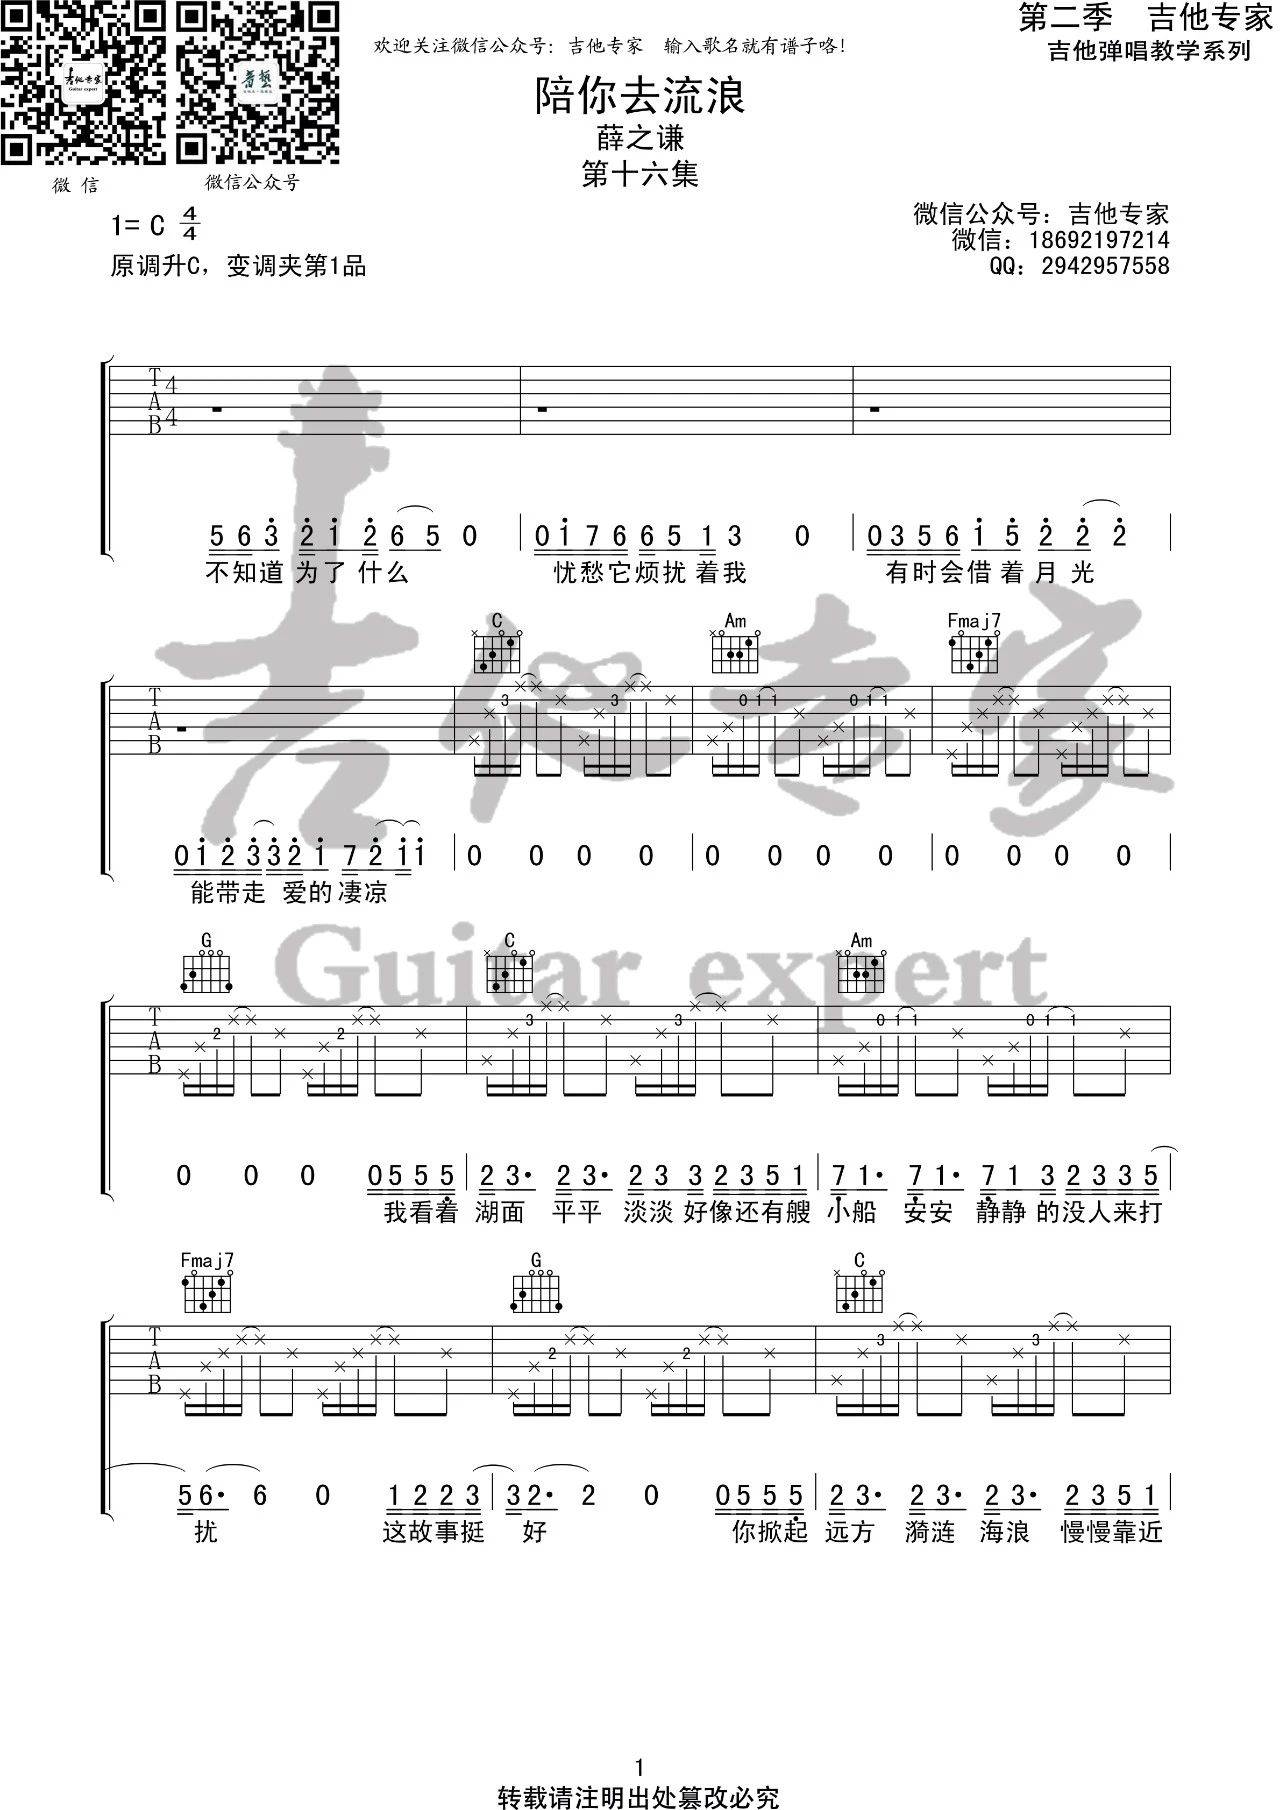 第二季 吉他专家
吉他弹唱教学系列
欢迎关注微信公众号：吉他专家 输入歌名就有谱子咯！
吉他专家
Guitar expert
微 信
微信公众号
陪你去流浪
薛之谦
第十六集
1= C 4/4
原调升C，变调夹第1品
微信公众号：吉他专家
微信：18692197214
QQ：2942957558
T A B 4 4
5 6 3 2 1 2 6 5 0 | 0 1 7 6 6 5 1 3 0 | 0 3 5 6 1 5 2 2 2
不知道为了什么 忧愁它烦扰着我 有时会借着月光
C Am Fmaj7
T A B 3 3 0 1 1 0 1 1
0 1 2 3 3 2 1 7 2 1 1 | 0 0 0 0 | 0 0 0 0 | 0 0 0 0
能带走 爱的凄凉
吉他专家
Guitar expert
G C Am
T A B 2 2 3 3 0 1 1 0 1 1
0 0 0 0 5 5 5 | 2 3· 2 3· 2 3 3 2 3 5 1 | 7 1· 7 1· 7 1 3 2 3 3 5
我看着 湖面 平平 淡淡 好像还有艘 小船 安安 静静 的没人来打
Fmaj7 G C
T A B 2 2 3 3
5 6· 6 0 1 2 2 3 | 3 2· 2 0 0 5 5 5 | 2 3· 2 3· 2 3· 2 3 5 1
扰 这故事挺 好 你掀起 远方 漪涟 海浪 慢慢靠近
1
转载请注明出处篡改必究